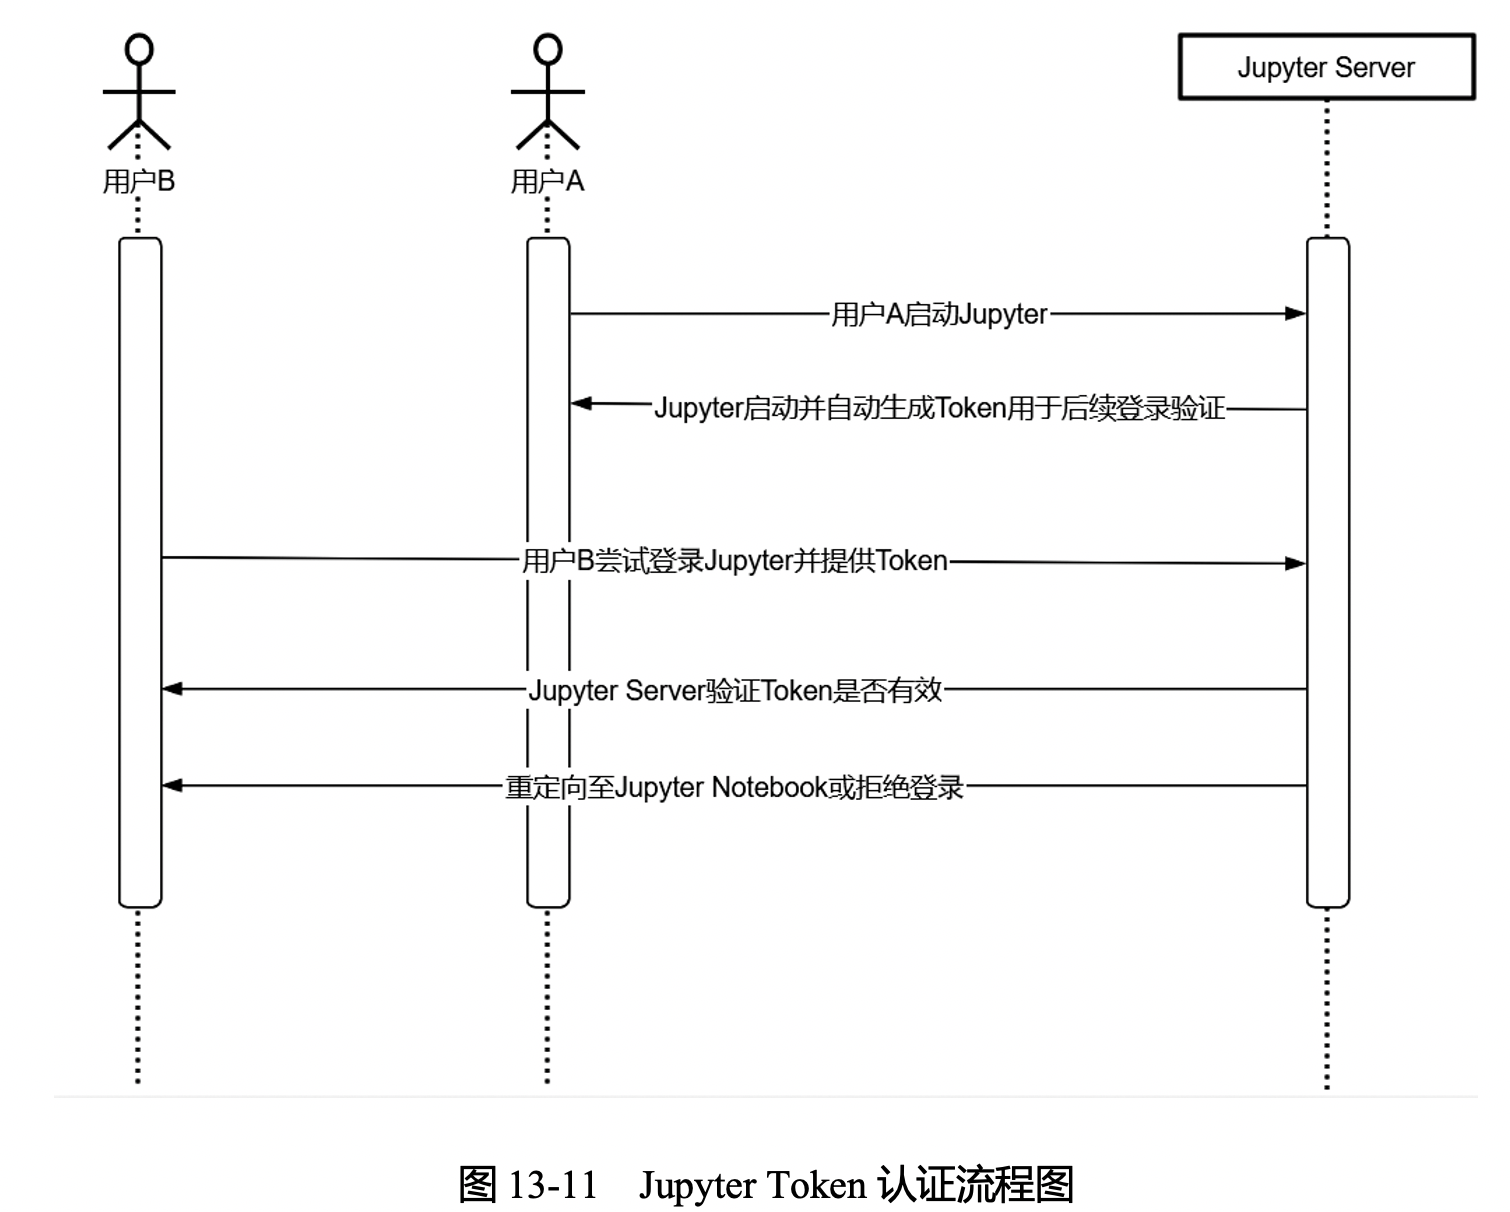 Jupyter Server
用户B
用户A
用户A启动Jupyter
Jupyter启动并自动生成Token用于后续登录验证
用户B尝试登录Jupyter并提供Token
Jupyter Server验证Token是否有效
重定向至Jupyter Notebook或拒绝登录
图 13-11 Jupyter Token 认证流程图